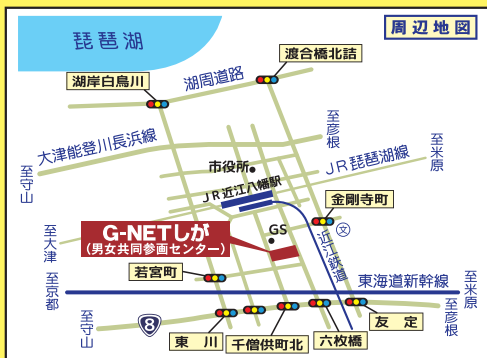 周辺地図
琵琶湖
渡合橋北詰
湖岸白鳥川
湖周道路
大津能登川長浜線
至彦根
至米原
至守山
市役所
JR琵琶湖線
JR近江八幡駅
金剛寺町
文
至大津
G-NETしが
(男女共同参画センター)
GS
近江鉄道
若宮町
至京都
東海道新幹線
至米原
至彦根
至守山
8
東川
千僧供町北
六枚橋
友定